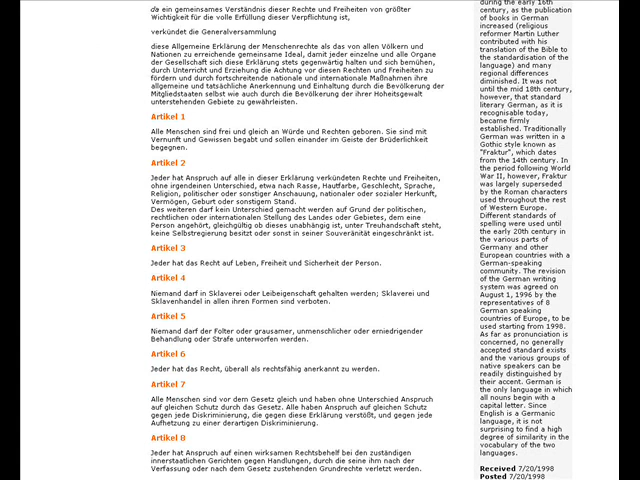 da ein gemeinsames Verständnis dieser Rechte und Freiheiten von größter
Wichtigkeit für die volle Erfüllung dieser Verpflichtung ist,
verkündet die Generalversammlung
diese Allgemeine Erklärung der Menschenrechte als das von allen Völkern und
Nationen zu erreichende gemeinsame Ideal, damit jeder einzelne und alle Organe
der Gesellschaft sich diese Erklärung stets gegenwärtig halten und sich bemühen,
durch Unterricht und Erziehung die Achtung vor diesen Rechten und Freiheiten zu
fördern und durch fortschreitende nationale und internationale Maßnahmen ihre
allgemeine und tatsächliche Anerkennung und Einhaltung durch die Bevölkerung der
Mitgliedstaaten selbst wie auch durch die Bevölkerung der ihrer Hoheitsgewalt
unterstehenden Gebiete zu gewährleisten.
Artikel 1
Alle Menschen sind frei und gleich an Würde und Rechten geboren. Sie sind mit
Vernunft und Gewissen begabt und sollen einander im Geiste der Brüderlichkeit
begegnen.
Artikel 2
Jeder hat Anspruch auf alle in dieser Erklärung verkündeten Rechte und Freiheiten,
ohne irgendeinen Unterschied, etwa nach Rasse, Hautfarbe, Geschlecht, Sprache,
Religion, politischer oder sonstiger Anschauung, nationaler oder sozialer Herkunft,
Vermögen, Geburt oder sonstigem Stand.
Des weiteren darf kein Unterschied gemacht werden auf Grund der politischen,
rechtlichen oder internationalen Stellung des Landes oder Gebietes, dem eine
Person angehört, gleichgültig ob dieses unabhängig ist, unter Treuhandschaft steht,
keine Selbstregierung besitzt oder sonst in seiner Souveränität eingeschränkt ist.
Artikel 3
Jeder hat das Recht auf Leben, Freiheit und Sicherheit der Person.
Artikel 4
Niemand darf in Sklaverei oder Leibeigenschaft gehalten werden; Sklaverei und
Sklavenhandel in allen ihren Formen sind verboten.
Artikel 5
Niemand darf der Folter oder grausamer, unmenschlicher oder erniedrigender
Behandlung oder Strafe unterworfen werden.
Artikel 6
Jeder hat das Recht, überall als rechtsfähig anerkannt zu werden.
Artikel 7
Alle Menschen sind vor dem Gesetz gleich und haben ohne Unterschied Anspruch
auf gleichen Schutz durch das Gesetz. Alle haben Anspruch auf gleichen Schutz
gegen jede Diskriminierung, die gegen diese Erklärung verstößt, und gegen jede
Aufhetzung zu einer derartigen Diskriminierung.
Artikel 8
Jeder hat Anspruch auf einen wirksamen Rechtsbehelf bei den zuständigen
innerstaatlichen Gerichten gegen Handlungen, durch die seine ihm nach der
Verfassung oder nach dem Gesetz zustehenden Grundrechte verletzt werden.
during the early 16th
century, as the publication
of books in German
increased (religious
reformer Martin Luther
contributed with his
translation of the Bible to
the standardisation of the
language) and many
regional differences
diminished. It was not
until the mid 18th century,
however, that standard
literary German, as it is
recognisable today,
became firmly
established. Traditionally
German was written in a
Gothic style known as
"Fraktur", which dates
from the 14th century. In
the period following World
War II, however, Fraktur
was largely superseded
by the Roman characters
used throughout the rest
of Western Europe.
Different standards of
spelling were used until
the early 20th century in
the various parts of
Germany and other
European countries with a
German-speaking
community. The revision
of the German writing
system was agreed on
August 1, 1996 by the
representatives of 8
German speaking
countries of Europe, to be
used starting from 1998.
As far as pronunciation is
concerned, no generally
accepted standard exists
and the various groups of
native speakers can be
readily distinguished by
their accent. German is
the only language in which
all nouns begin with a
capital letter. Since
English is a Germanic
language, it is not
surprising to find a high
degree of similarity in the
vocabulary of the two
languages.
Received 7/20/1998
Posted 7/20/1998